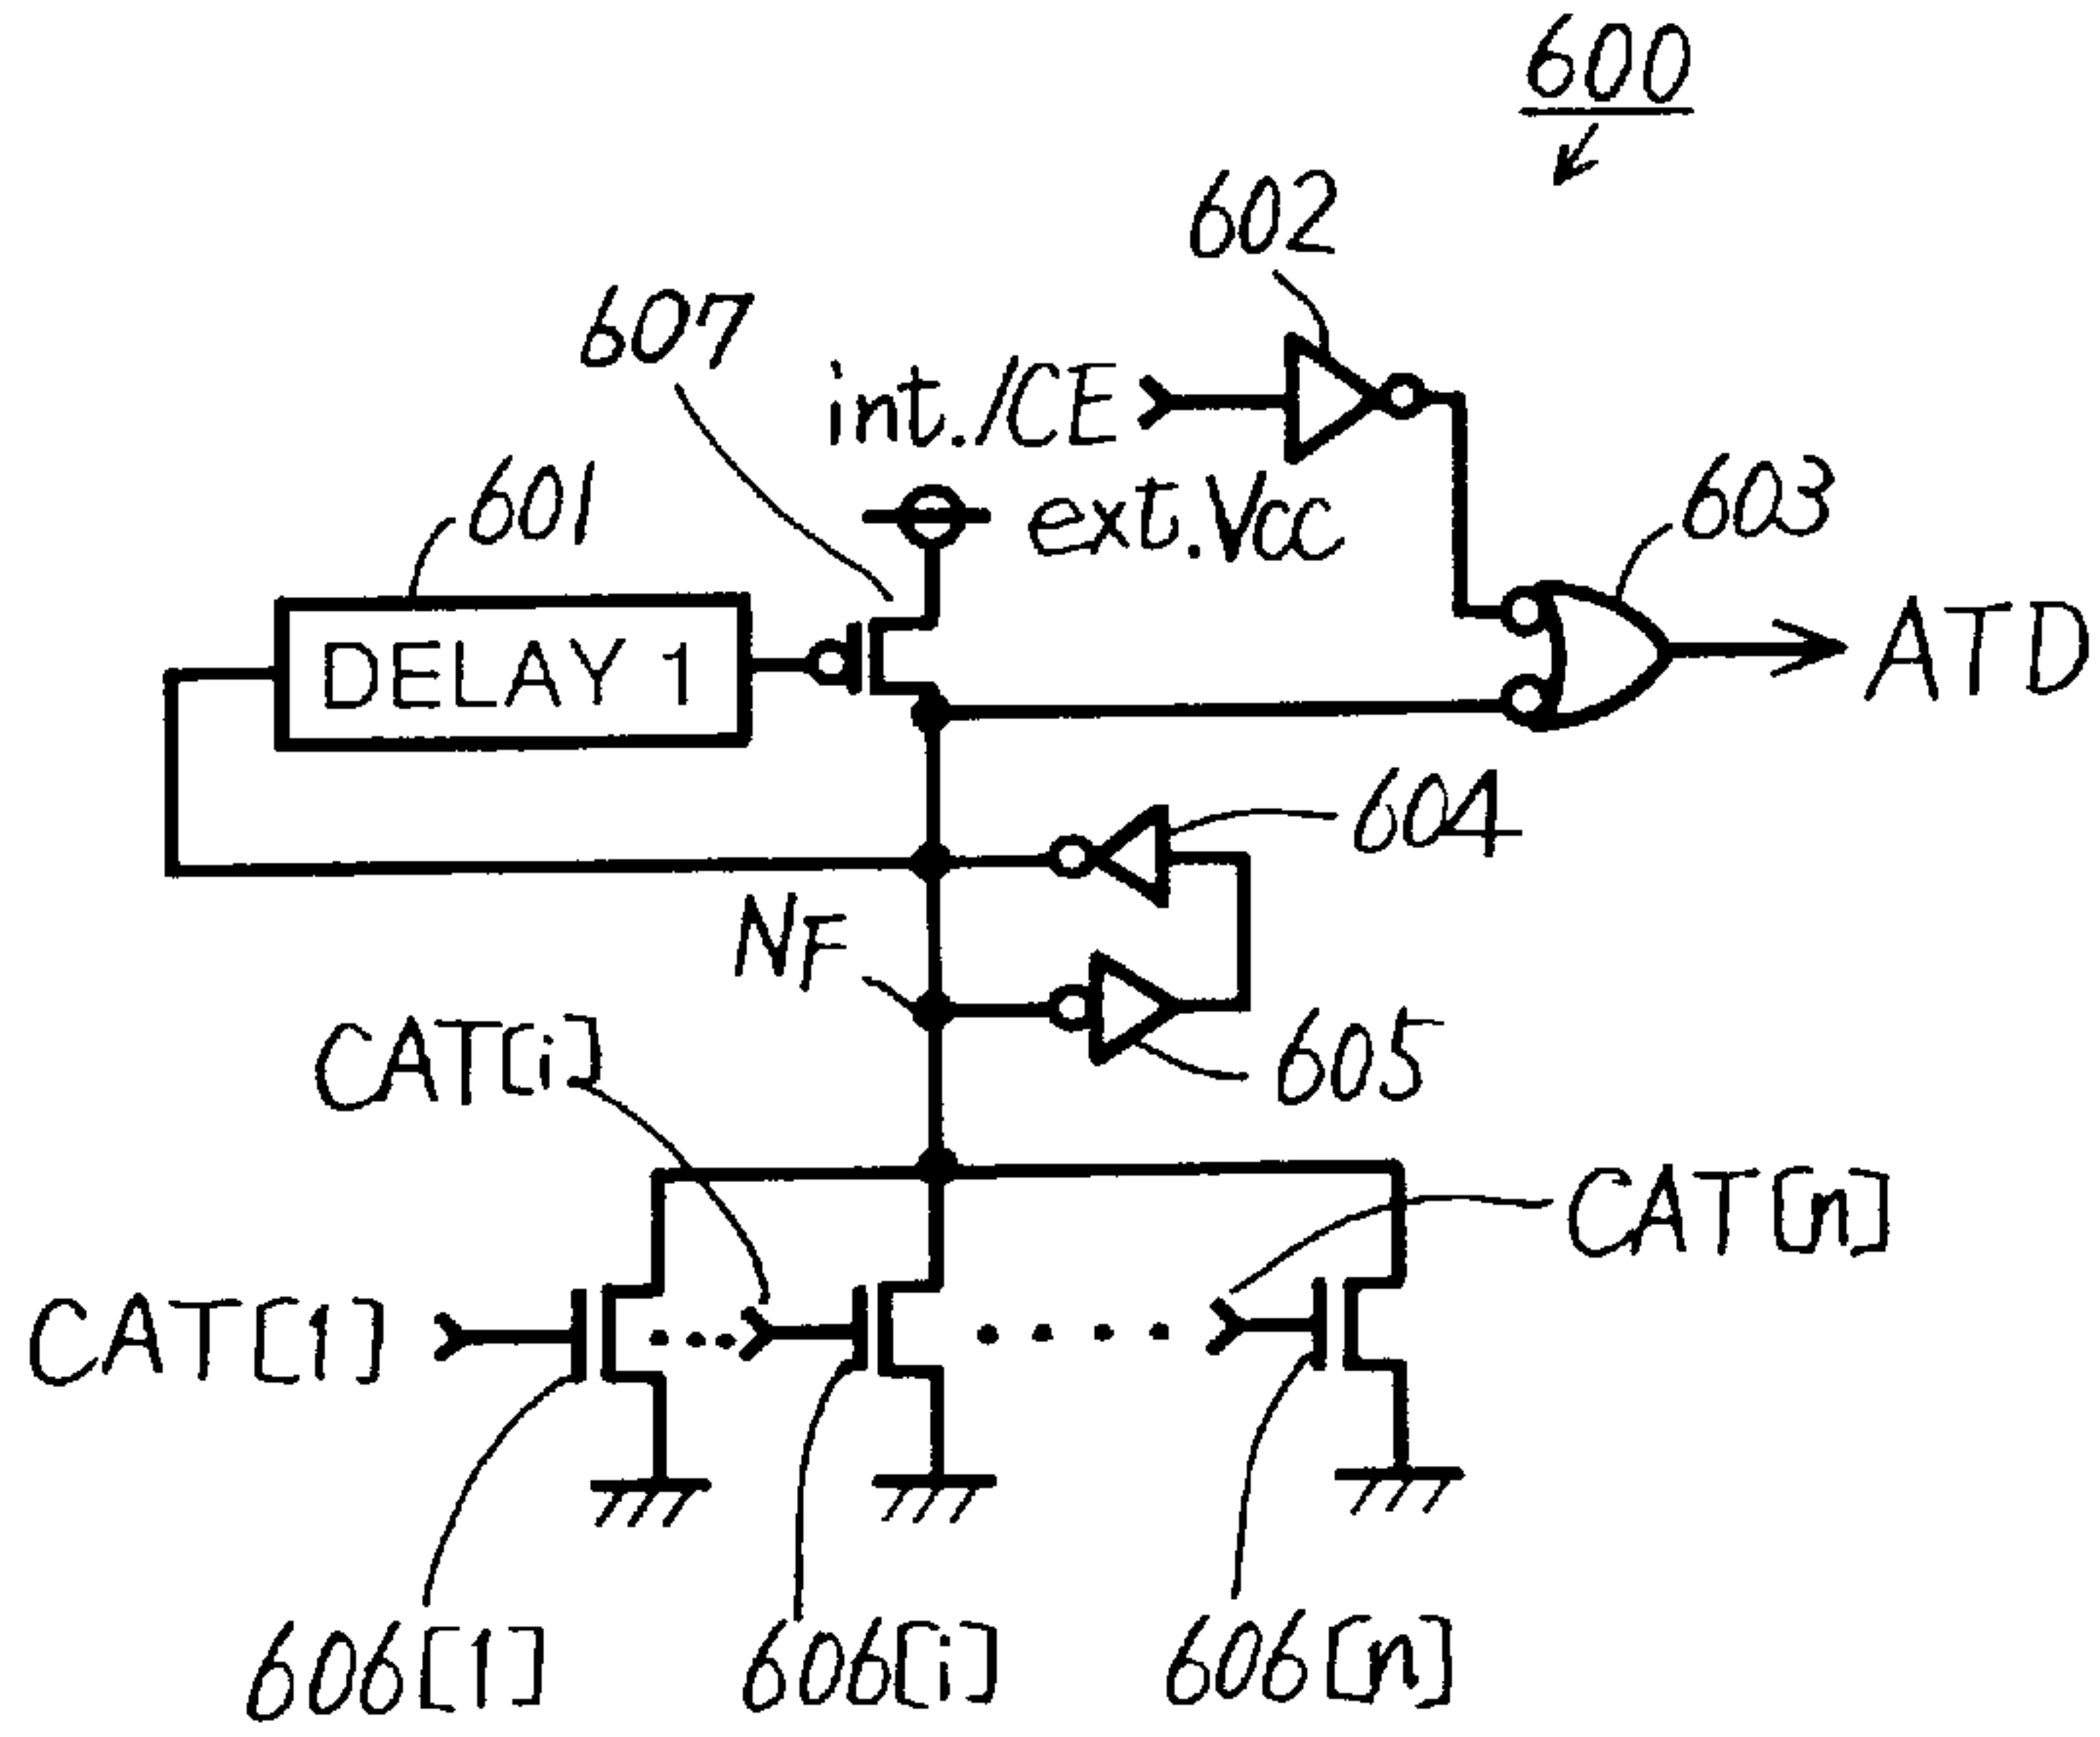 600
602
607
int./CE
601
ext.Vcc
603
DELAY 1
ATD
604
NF
CAT[i]
605
CAT[n]
CAT[1]
606[1]
606[i]
606[n]